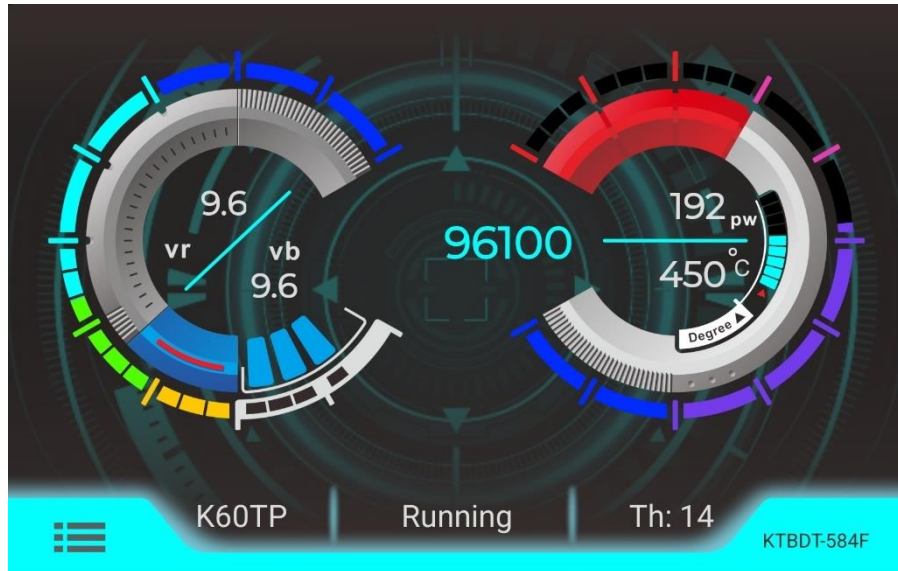 9.6
vr
vb
9.6
96100
192 pw
450°C
Degree
K60TP
Running
Th: 14
KTBDT-584F